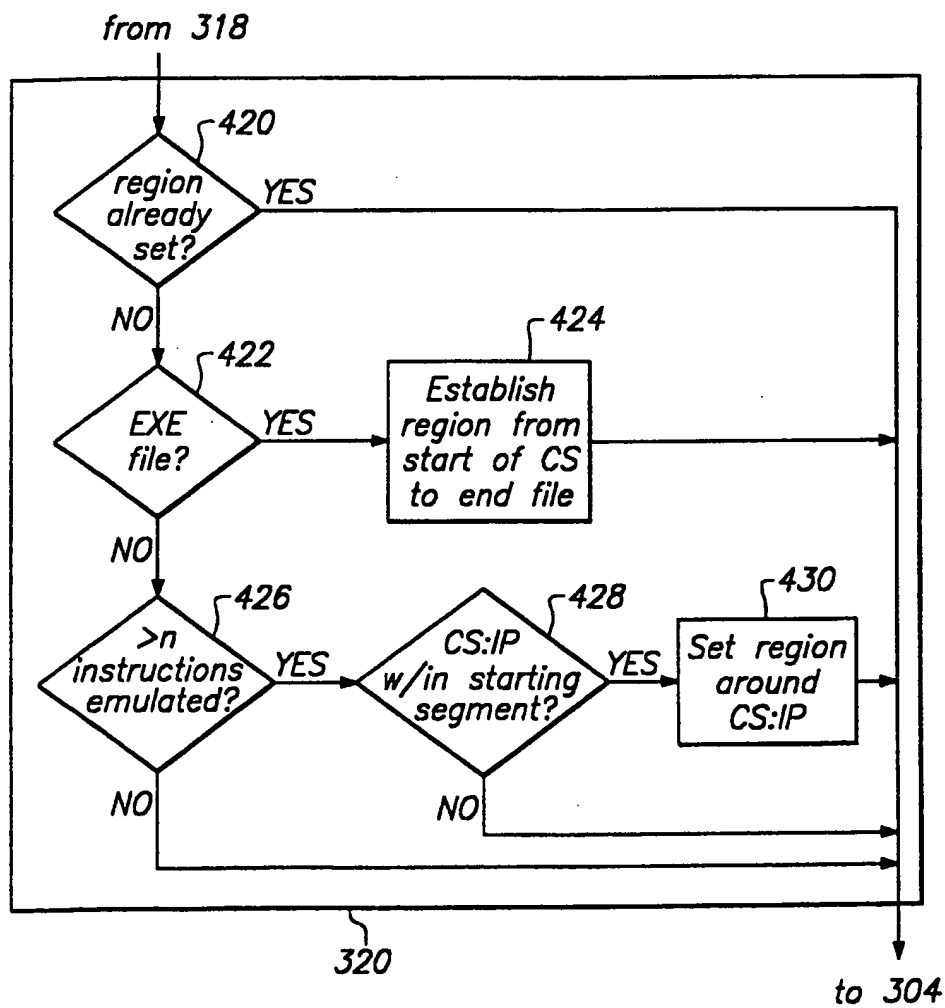 from 318
420
region
already
set?
YES
NO
422
EXE
file?
YES
424
Establish
region from
start of CS
to end file
NO
426
>n
instructions
emulated?
YES
428
CS:IP
w/in starting
segment?
YES
430
Set region
around
CS:IP
NO
NO
320
to 304